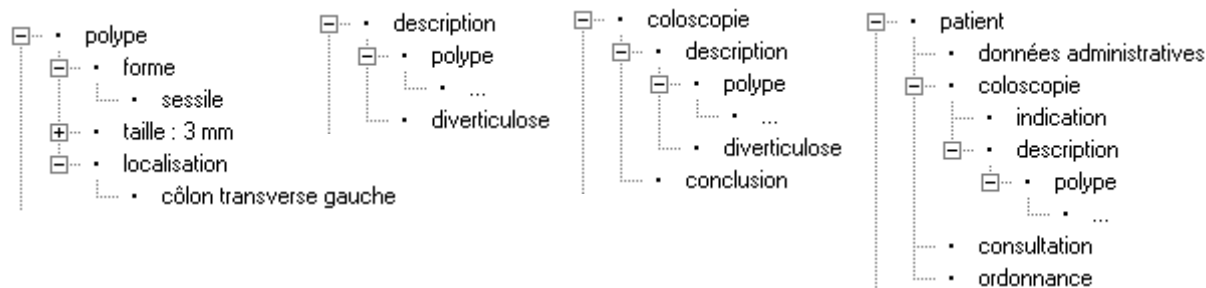 polype
forme
sessile
taille : 3 mm
localisation
côlon transverse gauche
description
polype
...
diverticulose
coloscopie
description
polype
...
diverticulose
conclusion
patient
données administratives
coloscopie
indication
description
polype
...
consultation
ordonnance